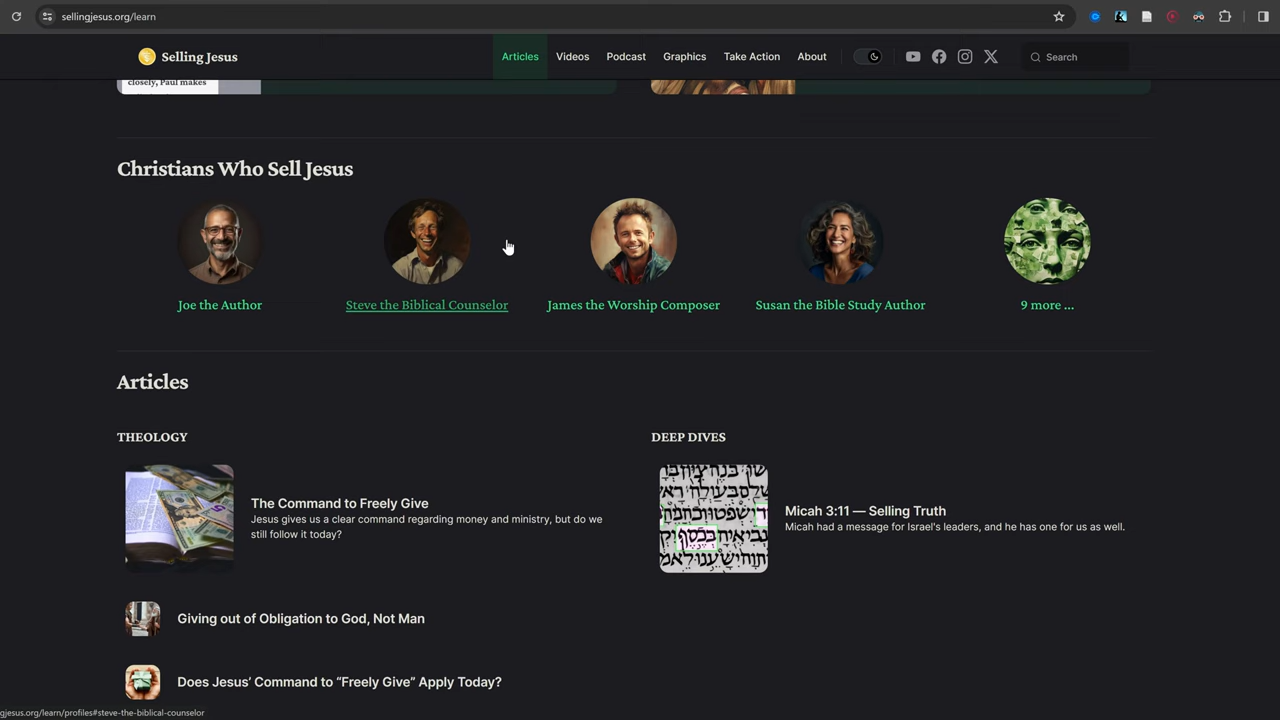 sellingjesus.org/learn
Selling Jesus
Articles
Videos
Podcast
Graphics
Take Action
About
Search
closely, Paul makes
Christians Who Sell Jesus
Joe the Author
Steve the Biblical Counselor
James the Worship Composer
Susan the Bible Study Author
9 more ...
Articles
THEOLOGY
The Command to Freely Give
Jesus gives us a clear command regarding money and ministry, but do we
still follow it today?
Giving out of Obligation to God, Not Man
Does Jesus’ Command to “Freely Give” Apply Today?
DEEP DIVES
Micah 3:11 — Selling Truth
Micah had a message for Israel's leaders, and he has one for us as well.
gjesus.org/learn/profiles#steve-the-biblical-counselor